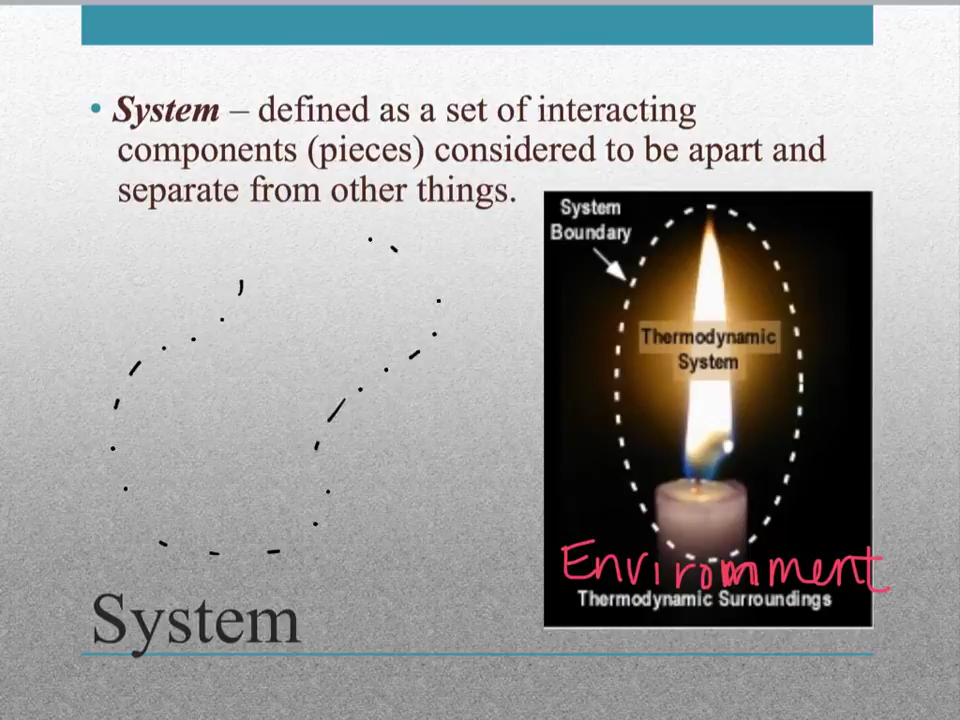 • System – defined as a set of interacting
components (pieces) considered to be apart and
separate from other things.
System
Boundary
Thermodynamic
System
Environment
Thermodynamic Surroundings
System